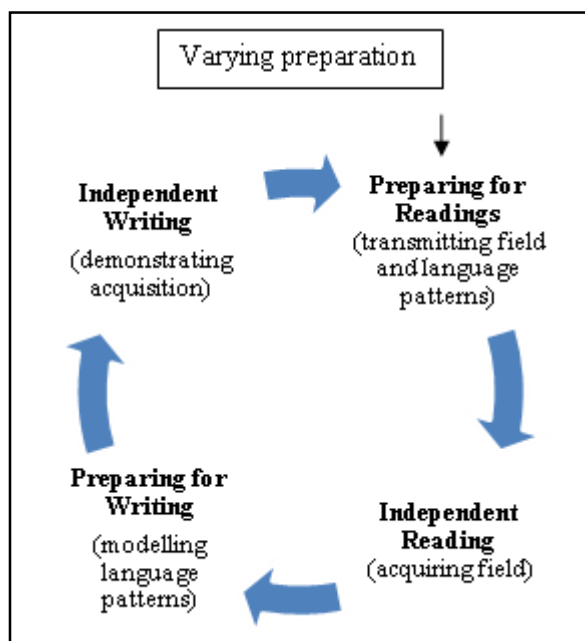 Varying preparation
Preparing for
Readings
(transmitting field
and language
patterns)
Independent
Reading
(acquiring field)
Preparing for
Writing
(modelling
language
patterns)
Independent
Writing
(demonstrating
acquisition)